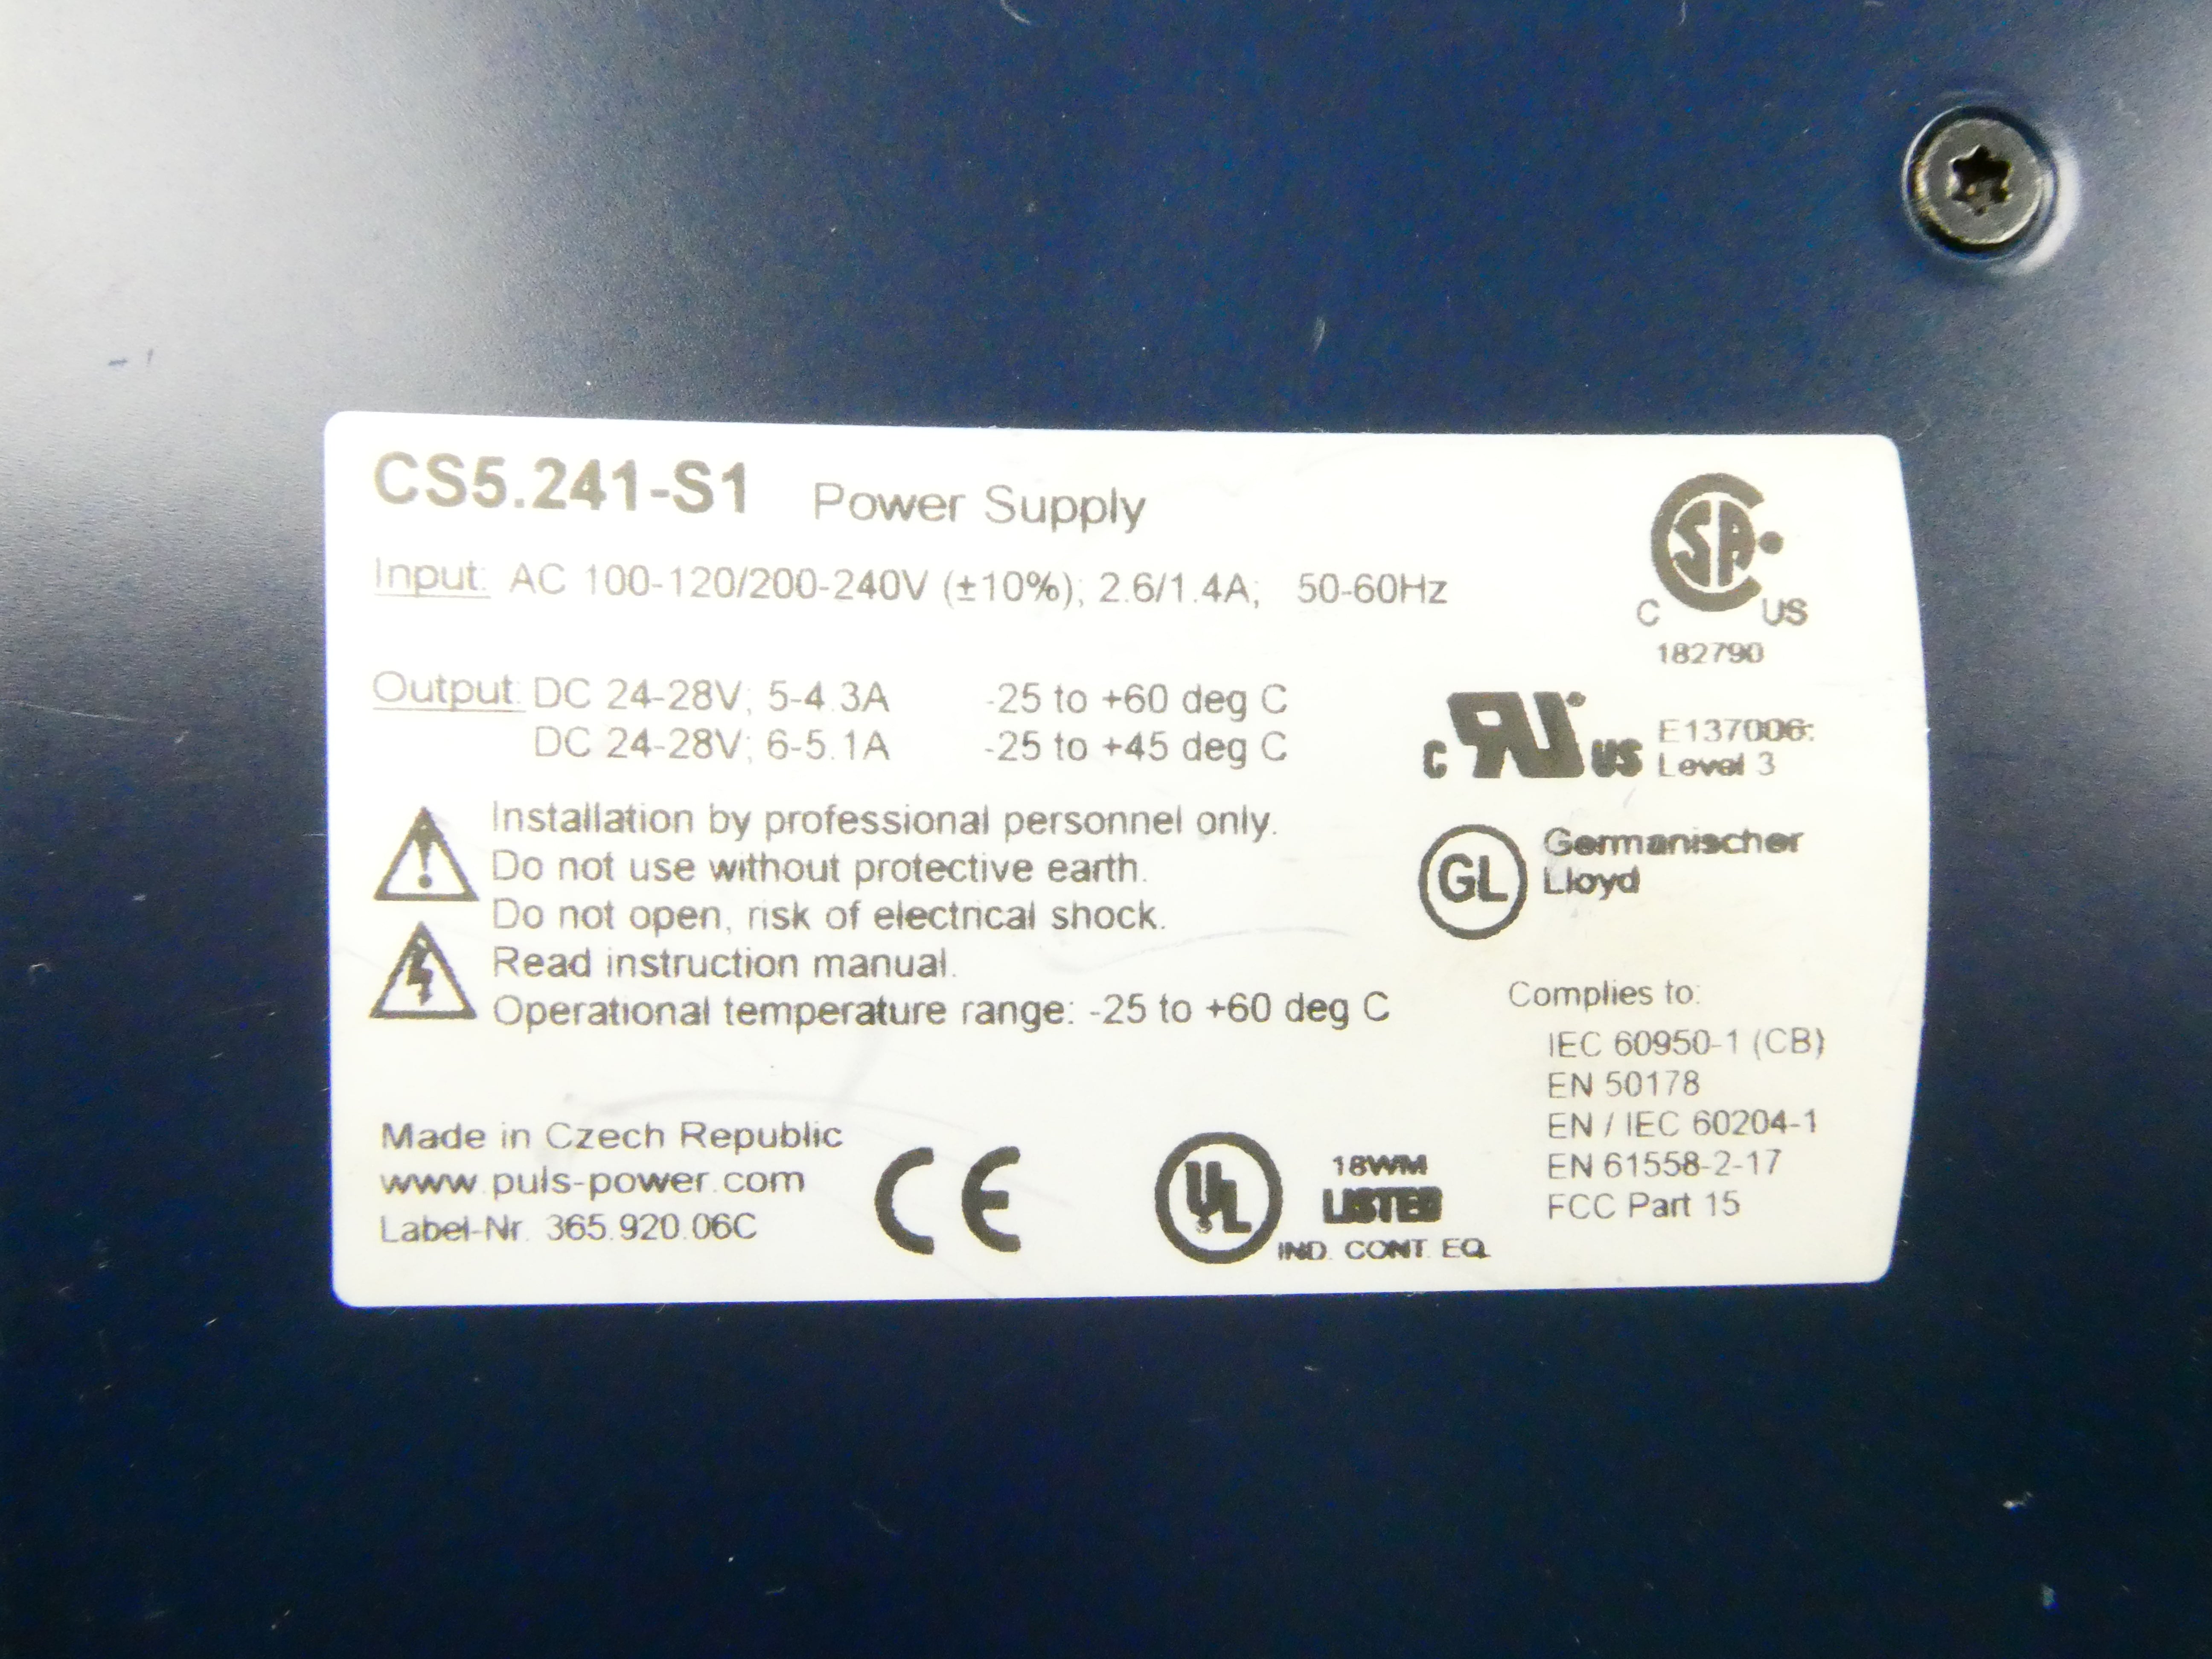 CS5.241-S1 Power Supply
Input: AC 100-120/200-240V (±10%); 2.6/1.4A; 50-60Hz
Output: DC 24-28V; 5-4.3A -25 to +60 deg C
DC 24-28V; 6-5.1A -25 to +45 deg C
Installation by professional personnel only.
Do not use without protective earth.
Do not open, risk of electrical shock.
Read instruction manual.
Operational temperature range: -25 to +60 deg C
Made in Czech Republic
www.puls-power.com
Label-Nr. 365.920.06C
CE
UL
18WM
LISTED
IND. CONT. EQ.
SA
C US
182790
c RU US E137006:
Level 3
GL Germanischer
Lloyd
Complies to:
IEC 60950-1 (CB)
EN 50178
EN / IEC 60204-1
EN 61558-2-17
FCC Part 15